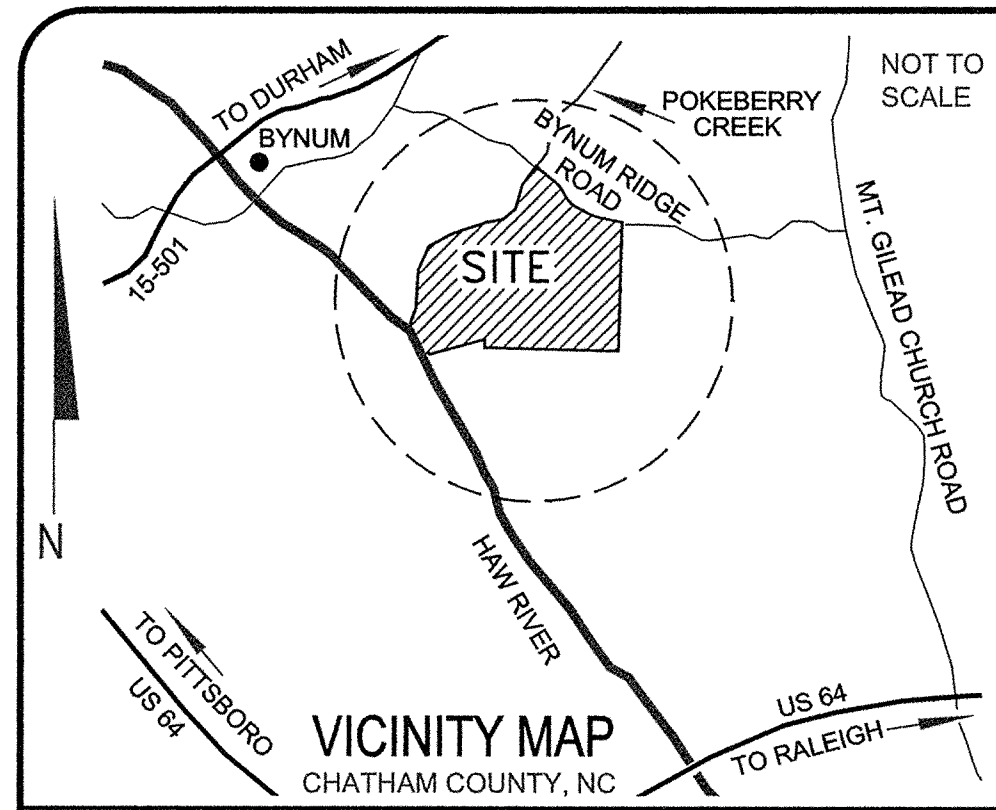 NOT TO
SCALE
TO DURHAM
BYNUM
POKEBERRY
CREEK
BYNUM RIDGE
ROAD
15-501
SITE
MT. GILEAD CHURCH ROAD
N
HAW RIVER
TO PITTSBORO
US 64
US 64
TO RALEIGH
VICINITY MAP
CHATHAM COUNTY, NC